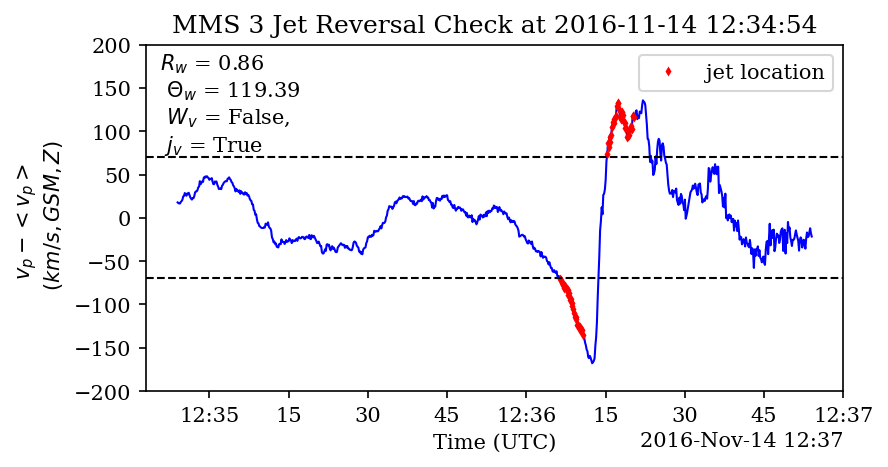 MMS 3 Jet Reversal Check at 2016-11-14 12:34:54
R_w = 0.86
Θ_w = 119.39
W_v = False,
j_v = True
jet location
200
150
100
50
0
−50
−100
−150
−200
v_p − < v_p >
(km/s, GSM, Z)
12:35 15 30 45 12:36 15 30 45 12:37
Time (UTC)
2016-Nov-14 12:37